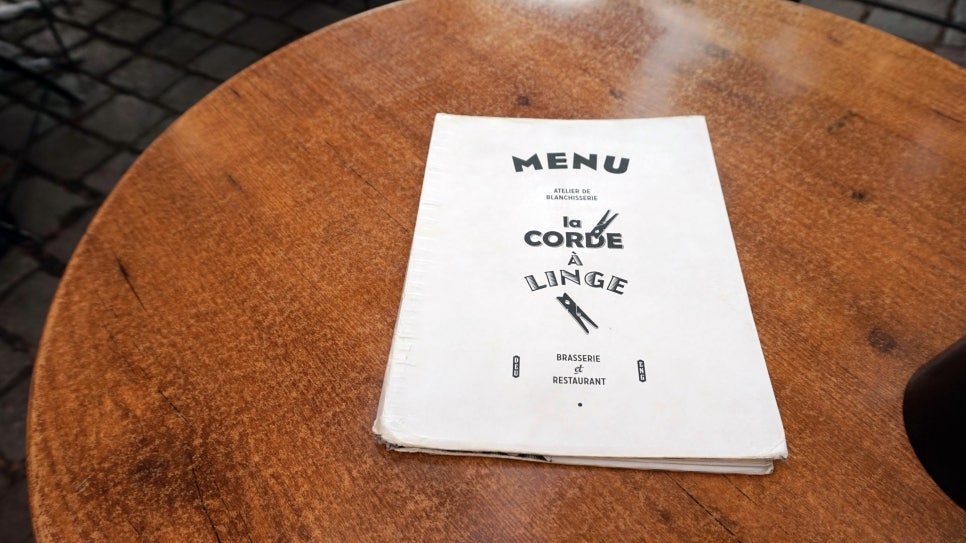 MENU
ATELIER DE
BLANCHISSERIE
la
CORDE
À
LINGE
DEU
BRASSERIE
et
RESTAURANT
ENG